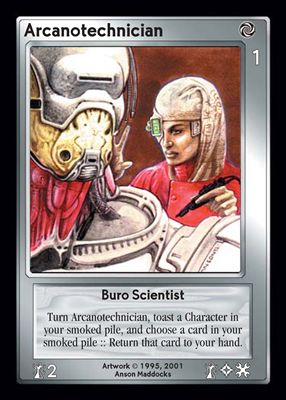 Arcanotechnician
1
Buro Scientist
Turn Arcanotechnician, toast a Character in
your smoked pile, and choose a card in your
smoked pile :: Return that card to your hand.
2
Artwork © 1995, 2001
Anson Maddocks